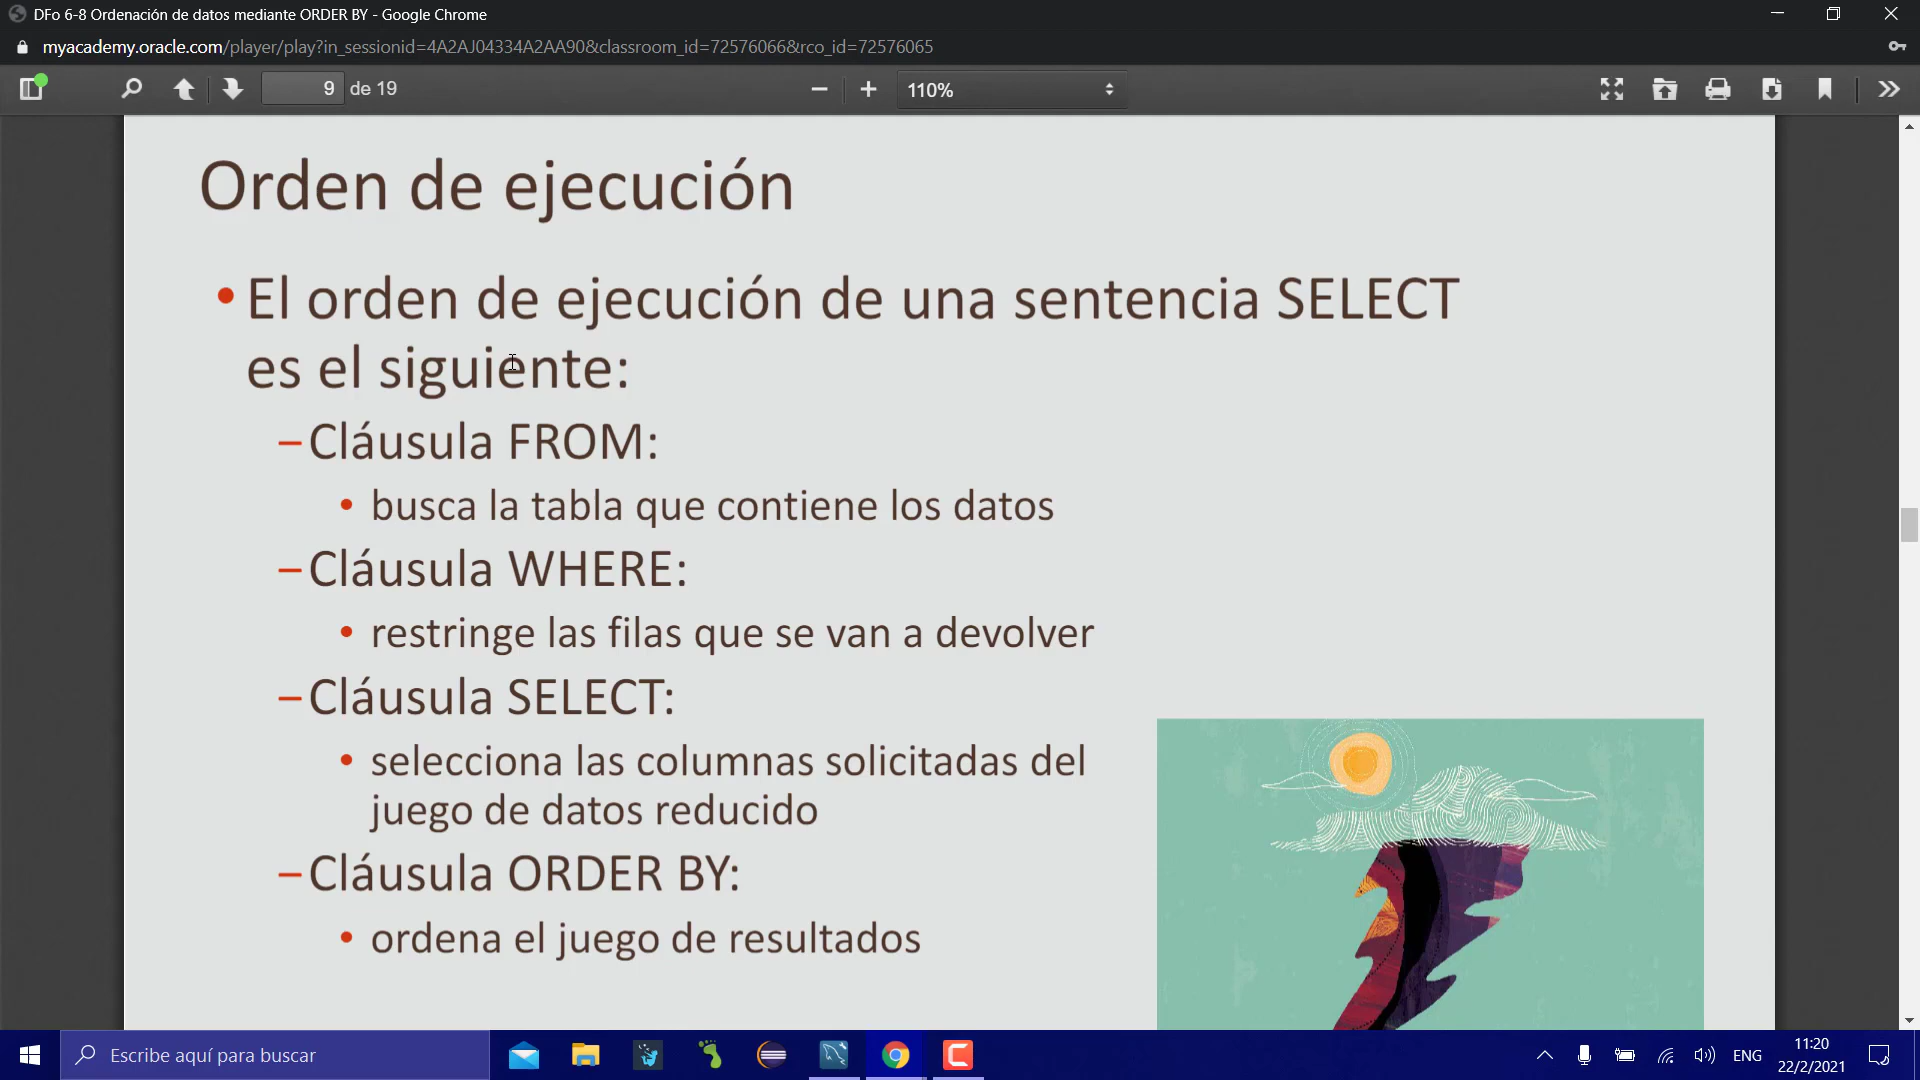 DFo 6-8 Ordenación de datos mediante ORDER BY - Google Chrome
myacademy.oracle.com/player/play?in_sessionid=4A2AJ04334A2AA90&classroom_id=72576066&rco_id=72576065
9 de 19
110%
Orden de ejecución
• El orden de ejecución de una sentencia SELECT
es el siguiente:
– Cláusula FROM:
• busca la tabla que contiene los datos
– Cláusula WHERE:
• restringe las filas que se van a devolver
– Cláusula SELECT:
• selecciona las columnas solicitadas del
juego de datos reducido
– Cláusula ORDER BY:
• ordena el juego de resultados
Escribe aquí para buscar
ENG
11:20
22/2/2021